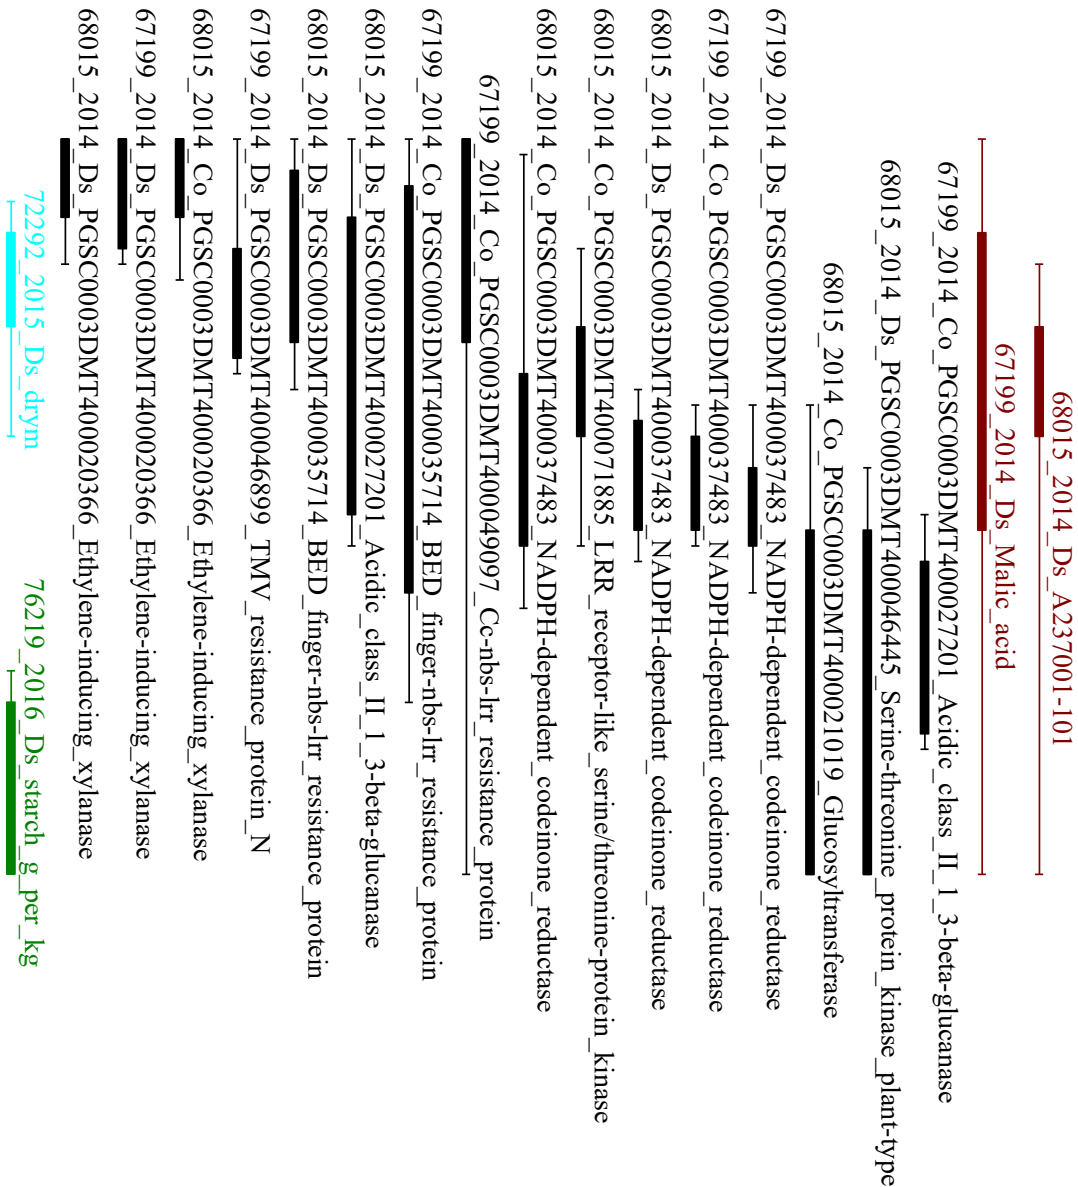 68015_2014_Ds_A237001-101
67199_2014_Ds_Malic_acid
67199_2014_Co_PGSC0003DMT400027201_Acidic_class_II_1_3-beta-glucanase
68015_2014_Ds_PGSC0003DMT400046445_Serine-threonine_protein_kinase_plant-type
68015_2014_Co_PGSC0003DMT400021019_Glucosyltransferase
67199_2014_Ds_PGSC0003DMT400037483_NADPH-dependent_codeinone_reductase
67199_2014_Co_PGSC0003DMT400037483_NADPH-dependent_codeinone_reductase
68015_2014_Ds_PGSC0003DMT400037483_NADPH-dependent_codeinone_reductase
68015_2014_Co_PGSC0003DMT400071885_LRR_receptor-like_serine/threonine-protein_kinase
68015_2014_Co_PGSC0003DMT400037483_NADPH-dependent_codeinone_reductase
67199_2014_Co_PGSC0003DMT400049097_Cc-nbs-lrr_resistance_protein
67199_2014_Co_PGSC0003DMT400035714_BED_finger-nbs-lrr_resistance_protein
68015_2014_Ds_PGSC0003DMT400027201_Acidic_class_II_1_3-beta-glucanase
68015_2014_Ds_PGSC0003DMT400035714_BED_finger-nbs-lrr_resistance_protein
67199_2014_Ds_PGSC0003DMT400046899_TMV_resistance_protein_N
68015_2014_Co_PGSC0003DMT400020366_Ethylene-inducing_xylanase
67199_2014_Ds_PGSC0003DMT400020366_Ethylene-inducing_xylanase
68015_2014_Ds_PGSC0003DMT400020366_Ethylene-inducing_xylanase
72292_2015_Ds_drym
76219_2016_Ds_starch_g_per_kg